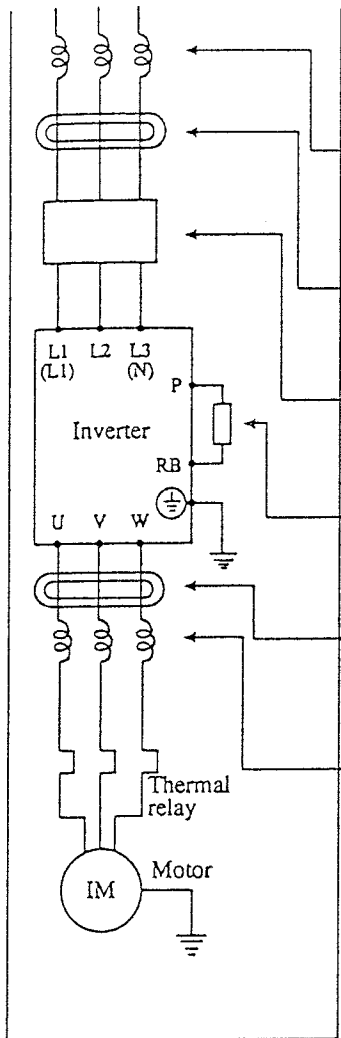 L1 L2 L3
(L1) (N)
P
Inverter
RB
U V W
Thermal
relay
Motor
IM